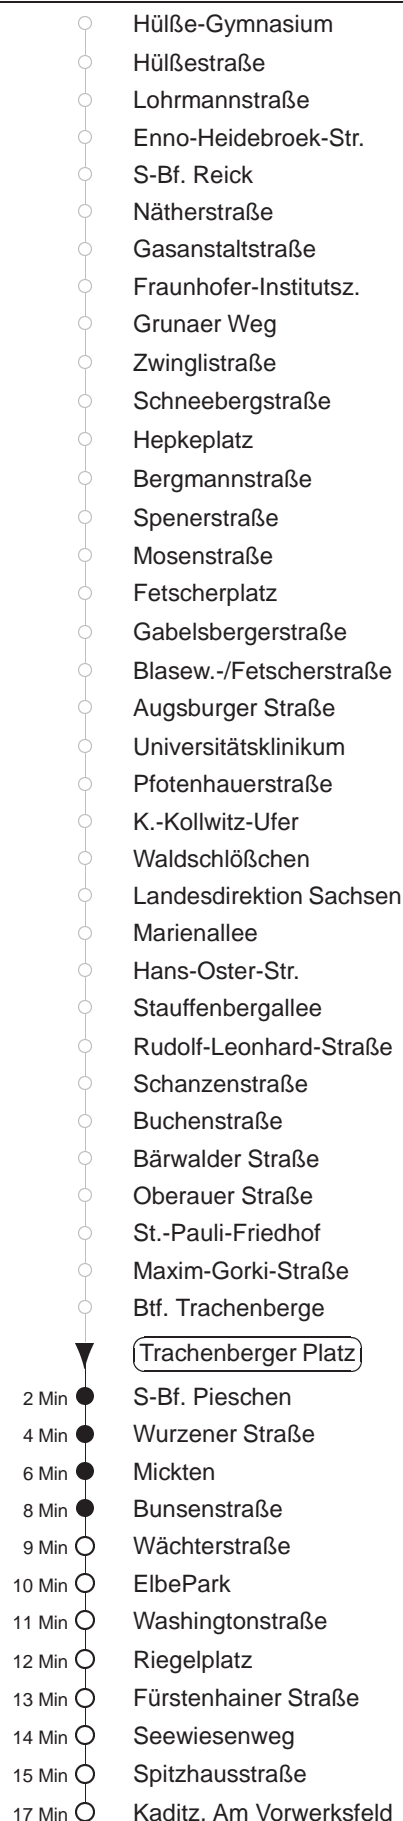 Hülße-Gymnasium
Hülßestraße
Lohrmannstraße
Enno-Heidebroek-Str.
S-Bf. Reick
Nätherstraße
Gasanstaltstraße
Fraunhofer-Institutsz.
Grunaer Weg
Zwinglistraße
Schneebergstraße
Hepkeplatz
Bergmannstraße
Spenerstraße
Mosenstraße
Fetscherplatz
Gabelsbergerstraße
Blasew.-/Fetscherstraße
Augsburger Straße
Universitätsklinikum
Pfotenhauerstraße
K.-Kollwitz-Ufer
Waldschlößchen
Landesdirektion Sachsen
Marienallee
Hans-Oster-Str.
Stauffenbergallee
Rudolf-Leonhard-Straße
Schanzenstraße
Buchenstraße
Bärwalder Straße
Oberauer Straße
St.-Pauli-Friedhof
Maxim-Gorki-Straße
Btf. Trachenberge
Trachenberger Platz
2 Min S-Bf. Pieschen
4 Min Wurzener Straße
6 Min Mickten
8 Min Bunsenstraße
9 Min Wächterstraße
10 Min ElbePark
11 Min Washingtonstraße
12 Min Riegelplatz
13 Min Fürstenhainer Straße
14 Min Seewiesenweg
15 Min Spitzhausstraße
17 Min Kaditz, Am Vorwerksfeld